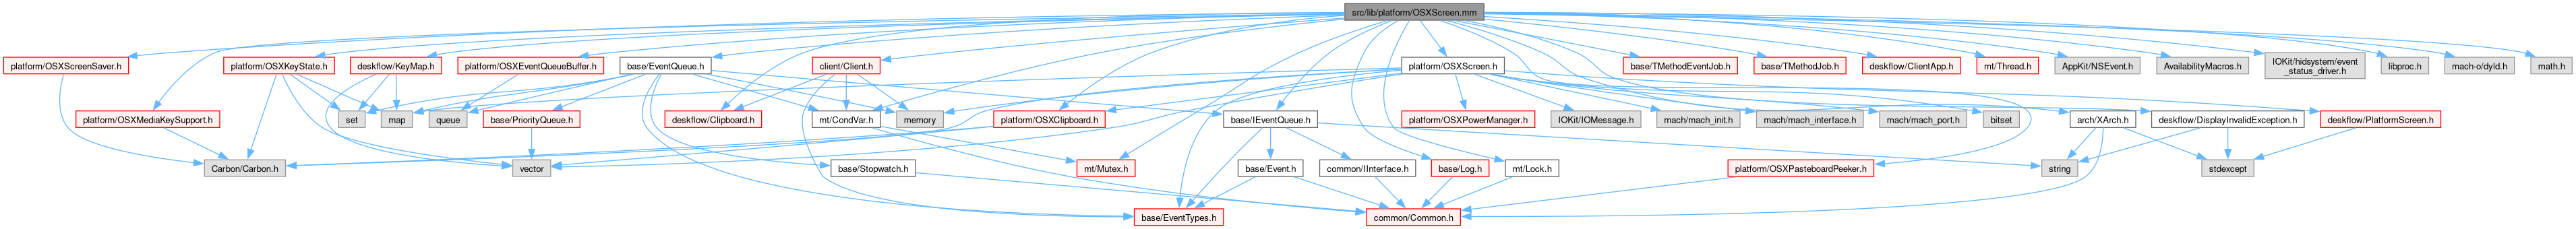 src/lib/platform/OSXScreen.mm
platform/OSXScreenSaver.h
platform/OSXKeyState.h
deskflow/KeyMap.h
platform/OSXEventQueueBuffer.h
base/EventQueue.h
client/Client.h
platform/OSXScreen.h
base/TMethodEventJob.h
base/TMethodJob.h
deskflow/ClientApp.h
mt/Thread.h
AppKit/NSEvent.h
AvailabilityMacros.h
IOKit/hidsystem/event
_status_driver.h
libproc.h
mach-o/dyld.h
math.h
platform/OSXMediaKeySupport.h
set
map
queue
base/PriorityQueue.h
deskflow/Clipboard.h
mt/CondVar.h
memory
platform/OSXClipboard.h
base/IEventQueue.h
platform/OSXPowerManager.h
IOKit/IOMessage.h
mach/mach_init.h
mach/mach_interface.h
mach/mach_port.h
bitset
arch/XArch.h
deskflow/DisplayInvalidException.h
deskflow/PlatformScreen.h
Carbon/Carbon.h
vector
base/Stopwatch.h
mt/Mutex.h
base/Event.h
common/IInterface.h
base/Log.h
mt/Lock.h
platform/OSXPasteboardPeeker.h
string
stdexcept
base/EventTypes.h
common/Common.h